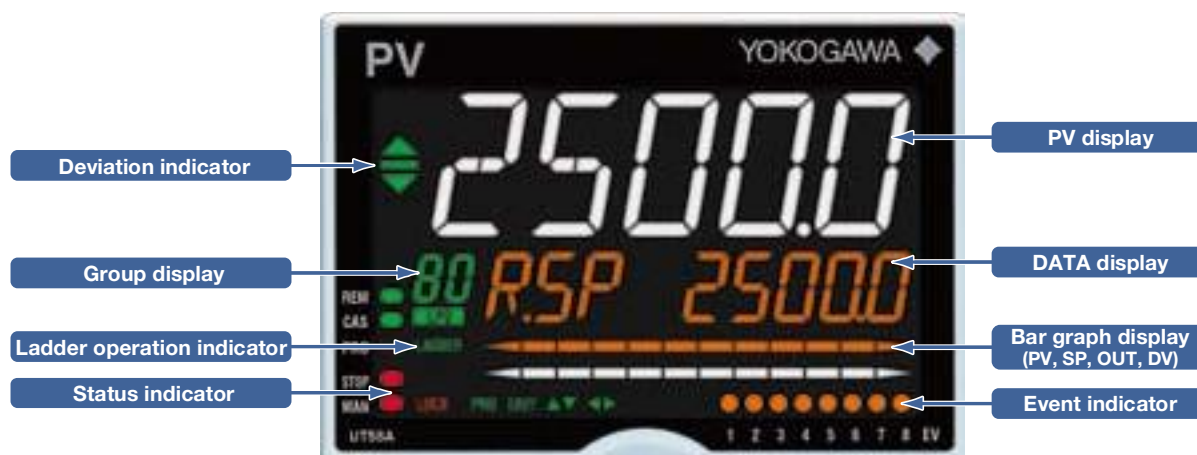 PV
YOKOGAWA
2500.0
PV display
Deviation indicator
80 R.SP 2500.0
DATA display
Group display
REM
CAS
Ladder operation indicator
Bar graph display
(PV, SP, OUT, DV)
STOP
Status indicator
MAN
Event indicator
UT55A
1 2 3 4 5 6 7 8 EV